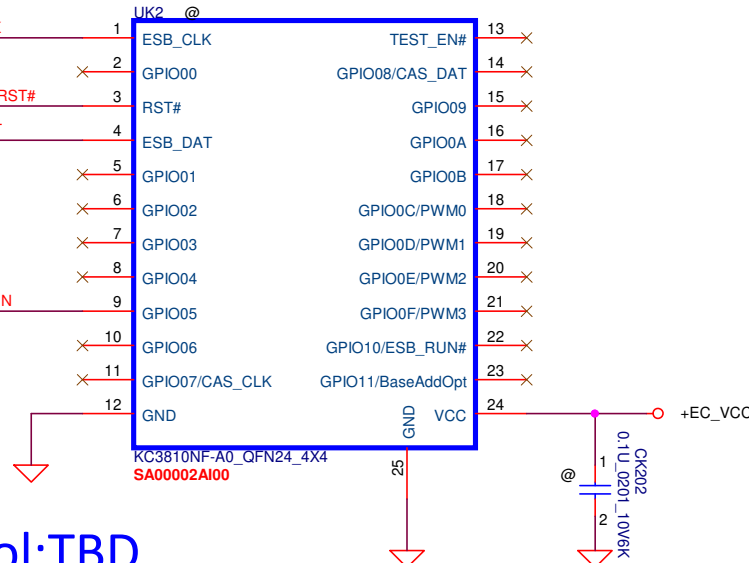 UK2 @
1 ESB_CLK
2 GPIO00
RST# 3 RST#
4 ESB_DAT
5 GPIO01
6 GPIO02
7 GPIO03
8 GPIO04
N 9 GPIO05
10 GPIO06
11 GPIO07/CAS_CLK
12 GND
TEST_EN# 13
GPIO08/CAS_DAT 14
GPIO09 15
GPIO0A 16
GPIO0B 17
GPIO0C/PWM0 18
GPIO0D/PWM1 19
GPIO0E/PWM2 20
GPIO0F/PWM3 21
GPIO10/ESB_RUN# 22
GPIO11/BaseAddOpt 23
VCC 24
+EC_VCC
GND
25
KC3810NF-A0_QFN24_4X4
SA00002AI00
@
1
2
CK202
0.1U_0201_10V6K
ol:TBD